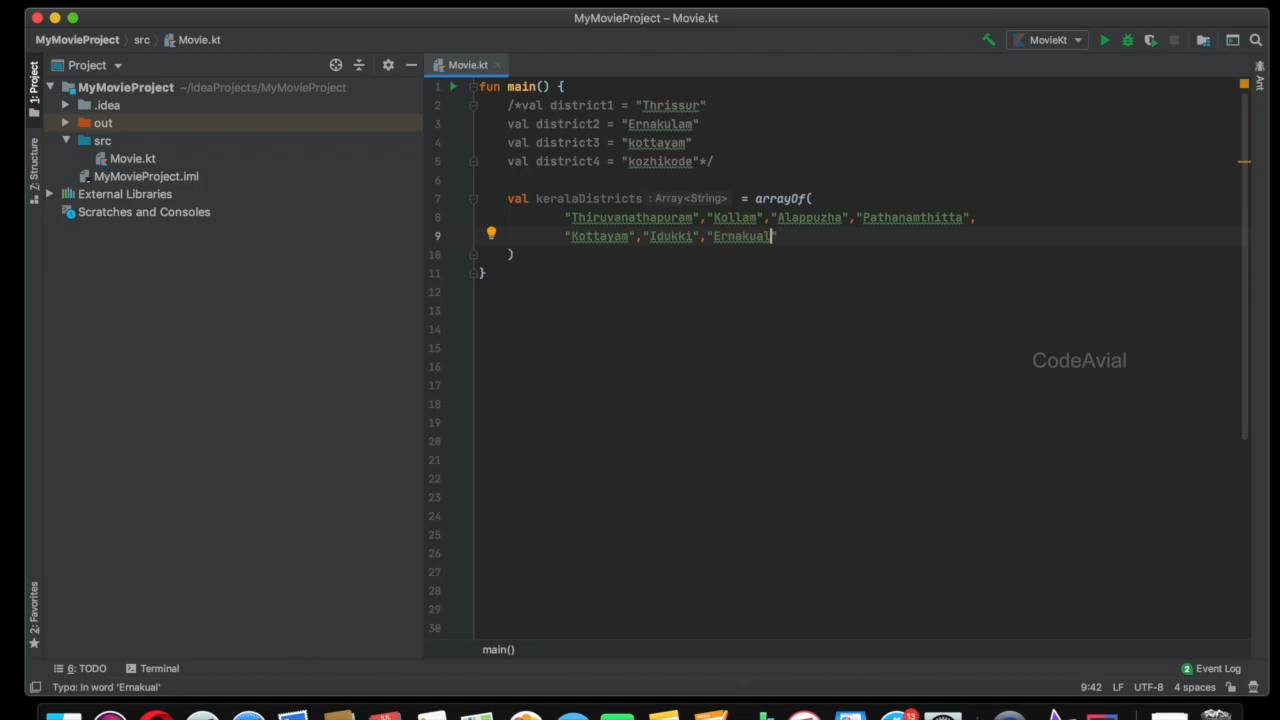 MyMovieProject – Movie.kt
MyMovieProject src Movie.kt MovieKt
1: Project Project Movie.kt Ant
MyMovieProject ~/IdeaProjects/MyMovieProject
.idea
out
src
Movie.kt
MyMovieProject.iml
External Libraries
Scratches and Consoles
7: Structure
2: Favorites
1 fun main() {
2 /*val district1 = "Thrissur"
3 val district2 = "Ernakulam"
4 val district3 = "kottayam"
5 val district4 = "kozhikode"*/
6
7 val keralaDistricts : Array<String> = arrayOf(
8 "Thiruvanathapuram","Kollam","Alappuzha","Pathanamthitta",
9 "Kottayam","Idukki","Ernakual"
10 )
11 }
12
13
14
15
16
17
18
19
20
21
22
23
24
25
26
27
28
29
30
CodeAvial
main()
6: TODO Terminal 2 Event Log
Typo: In word 'Ernakual' 9:42 LF UTF-8 4 spaces
JUL 13